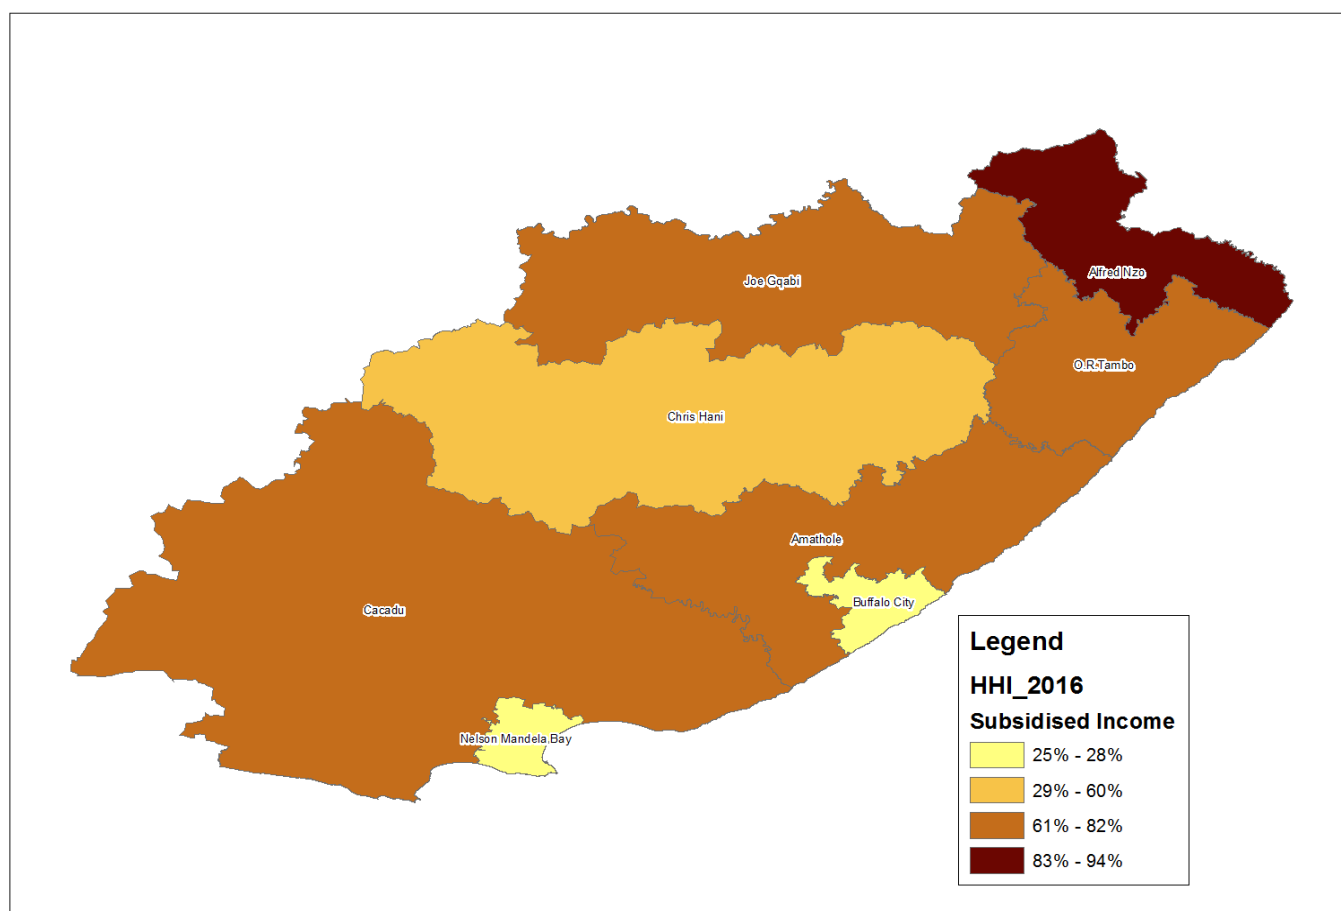 Alfred Nzo
Joe Gqabi
O.R.Tambo
Chris Hani
Amathole
Buffalo City
Cacadu
Nelson Mandela Bay
Legend
HHI_2016
Subsidised Income
25% - 28%
29% - 60%
61% - 82%
83% - 94%